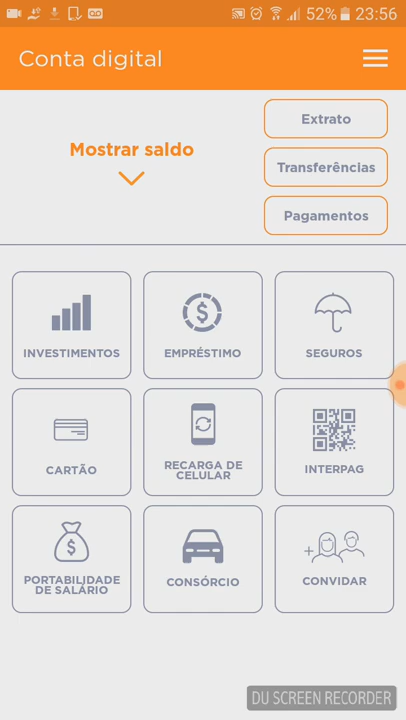 52% 23:56
Conta digital
Mostrar saldo
Extrato
Transferências
Pagamentos
INVESTIMENTOS
EMPRÉSTIMO
SEGUROS
CARTÃO
RECARGA DE
CELULAR
INTERPAG
PORTABILIDADE
DE SALÁRIO
CONSÓRCIO
CONVIDAR
DU SCREEN RECORDER